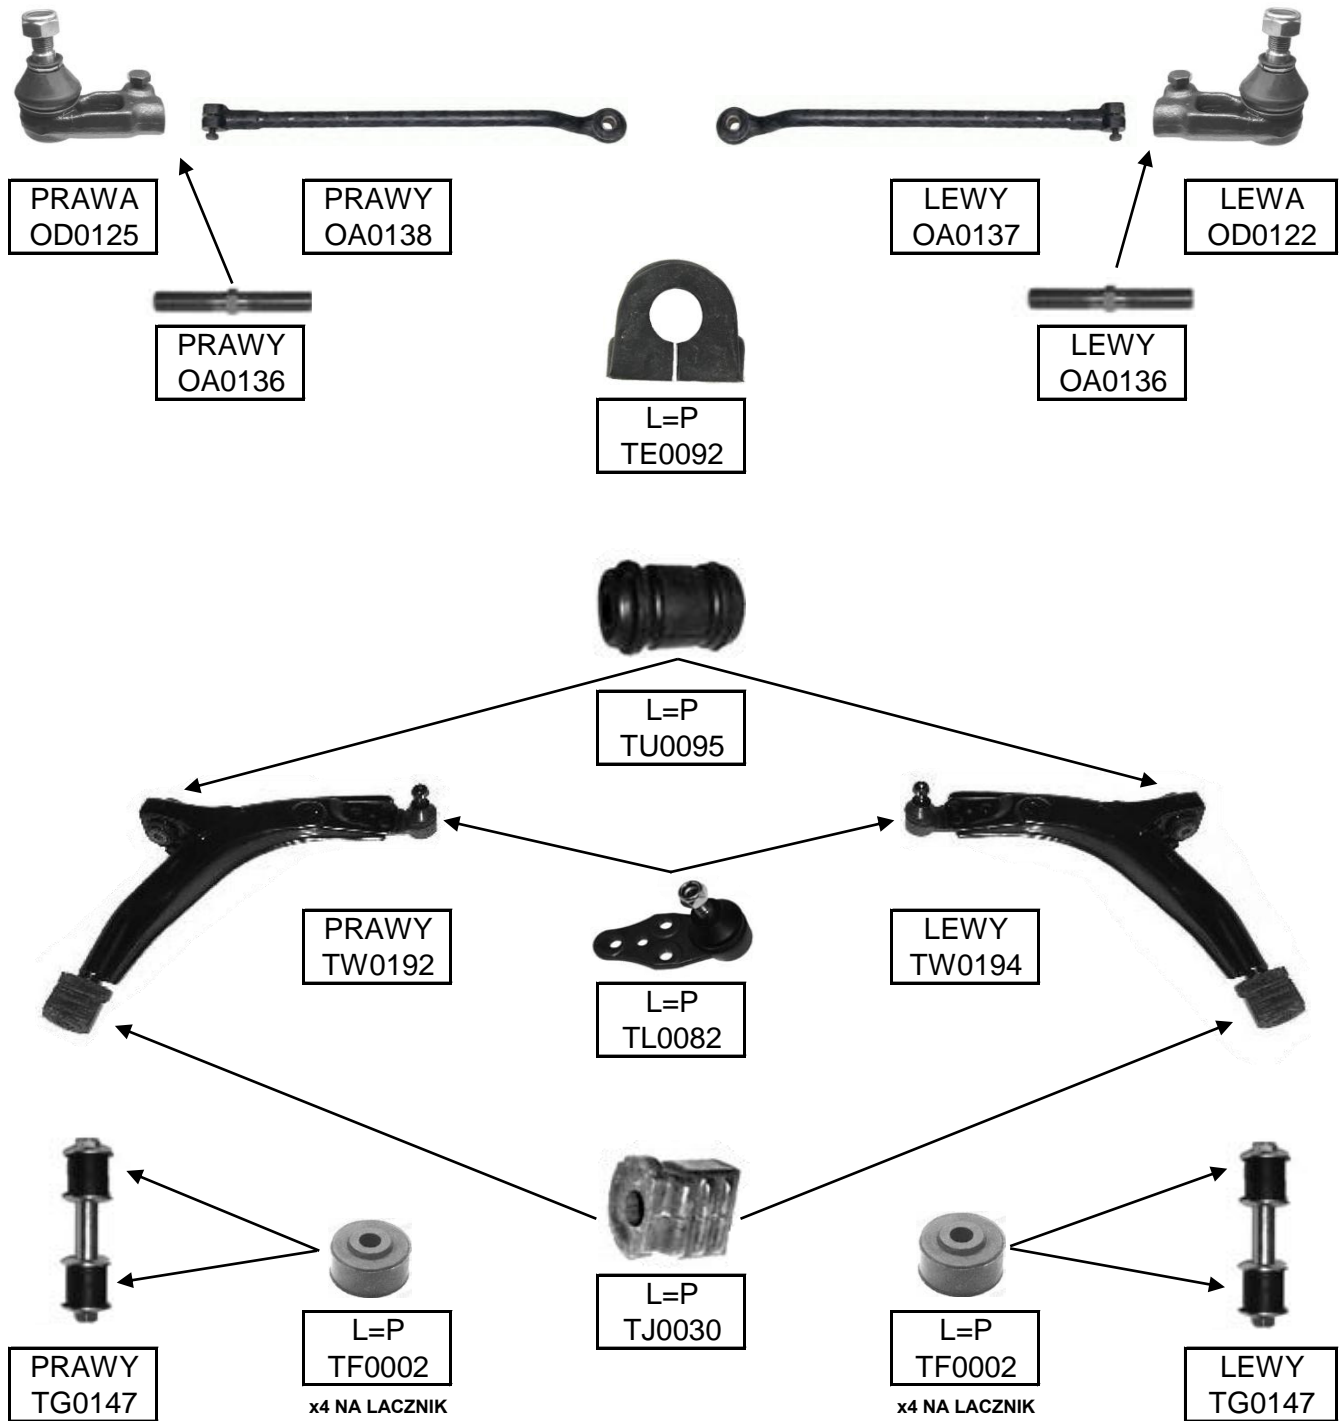 PRAWA
OD0125
PRAWY
OA0138
LEWY
OA0137
LEWA
OD0122
PRAWY
OA0136
LEWY
OA0136
L=P
TE0092
L=P
TU0095
PRAWY
TW0192
LEWY
TW0194
L=P
TL0082
L=P
TJ0030
PRAWY
TG0147
L=P
TF0002
x4 NA LACZNIK
L=P
TF0002
x4 NA LACZNIK
LEWY
TG0147